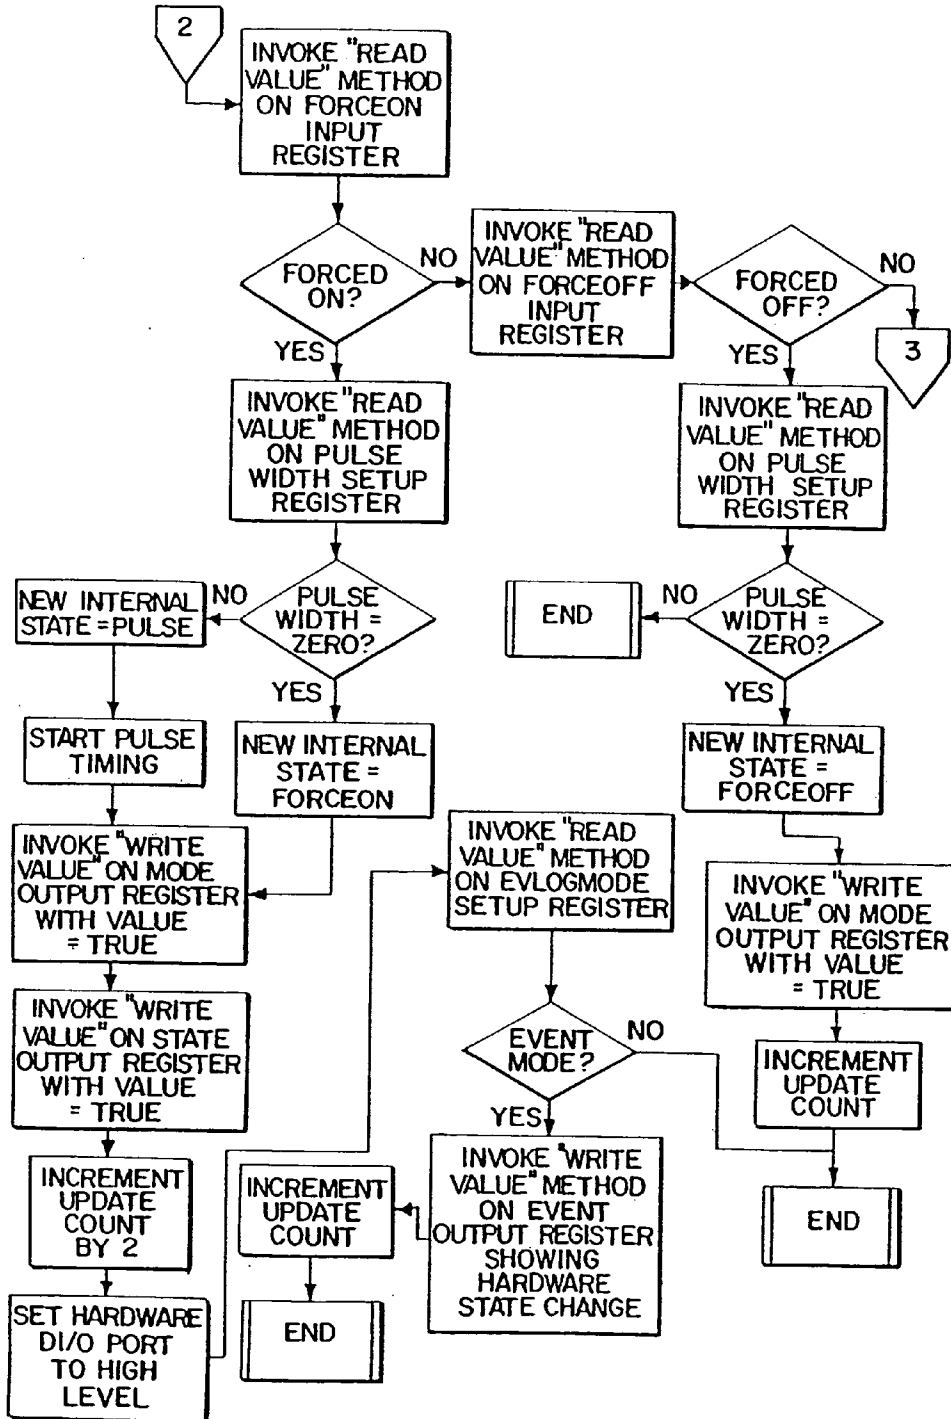 2
INVOKE "READ
VALUE" METHOD
ON FORCEON
INPUT
REGISTER
FORCED
ON?
NO
YES
INVOKE "READ
VALUE" METHOD
ON FORCEOFF
INPUT
REGISTER
FORCED
OFF?
NO
YES
3
INVOKE "READ
VALUE" METHOD
ON PULSE
WIDTH SETUP
REGISTER
INVOKE "READ
VALUE" METHOD
ON PULSE
WIDTH SETUP
REGISTER
PULSE
WIDTH =
ZERO?
NO
YES
NEW INTERNAL
STATE = PULSE
START PULSE
TIMING
NEW INTERNAL
STATE =
FORCEON
END
NO
PULSE
WIDTH =
ZERO?
YES
NEW INTERNAL
STATE =
FORCEOFF
INVOKE "WRITE
VALUE" ON MODE
OUTPUT REGISTER
WITH VALUE
= TRUE
INVOKE "WRITE
VALUE" ON STATE
OUTPUT REGISTER
WITH VALUE
= TRUE
INCREMENT
UPDATE
COUNT
BY 2
SET HARDWARE
DI/O PORT
TO HIGH
LEVEL
INVOKE "READ
VALUE" METHOD
ON EVLOGMODE
SETUP REGISTER
EVENT
MODE?
NO
YES
INVOKE "WRITE
VALUE" METHOD
ON EVENT
OUTPUT REGISTER
SHOWING
HARDWARE
STATE CHANGE
INCREMENT
UPDATE
COUNT
END
INVOKE "WRITE
VALUE" ON MODE
OUTPUT REGISTER
WITH VALUE
= TRUE
INCREMENT
UPDATE
COUNT
END